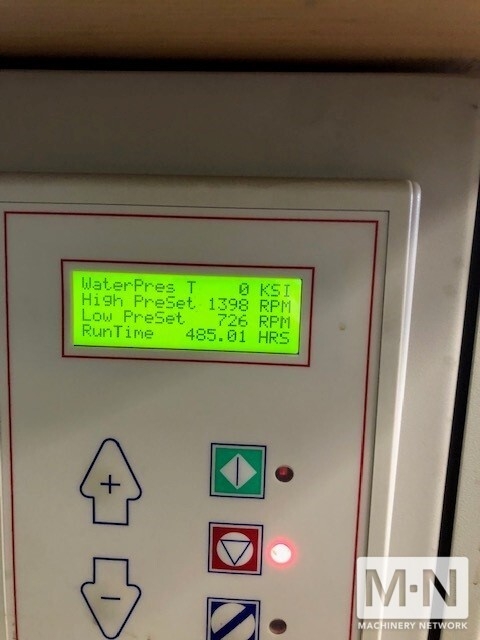 WaterPres T 0 KSI
High PreSet 1398 RPM
Low PreSet 726 RPM
RunTime 485.01 HRS
M·N
MACHINERY NETWORK